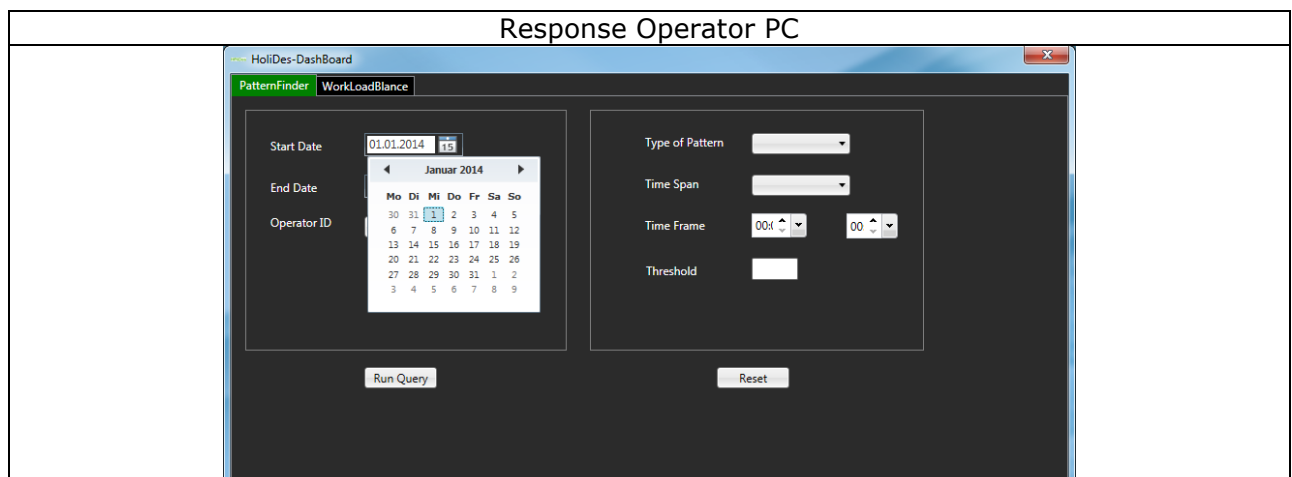 Response Operator PC
HoliDes-DashBoard
PatternFinder WorkLoadBlance
Start Date 01.01.2014 15
End Date
Operator ID
Januar 2014
Mo Di Mi Do Fr Sa So
30 31 1 2 3 4 5
6 7 8 9 10 11 12
13 14 15 16 17 18 19
20 21 22 23 24 25 26
27 28 29 30 31 1 2
3 4 5 6 7 8 9
Type of Pattern
Time Span
Time Frame 00: 00
Threshold
Run Query Reset